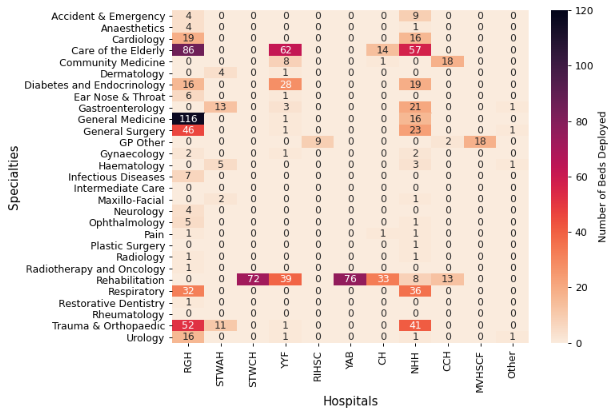 Accident & Emergency 4 0 0 0 0 0 0 9 0 0 0
Anaesthetics 4 0 0 0 0 0 0 1 0 0 0
Cardiology 19 0 0 0 0 0 0 16 0 0 0
Care of the Elderly 86 0 0 62 0 0 14 57 0 0 0
Community Medicine 0 0 0 8 0 0 1 0 18 0 0
Dermatology 0 4 0 1 0 0 0 0 0 0 0
Diabetes and Endocrinology 16 0 0 28 0 0 0 19 0 0 0
Ear Nose & Throat 6 0 0 1 0 0 0 0 0 0 0
Gastroenterology 0 13 0 3 0 0 0 21 0 0 1
General Medicine 116 0 0 1 0 0 0 16 0 0 0
General Surgery 46 0 0 1 0 0 0 23 0 0 1
GP Other 0 0 0 0 9 0 0 0 2 18 0
Gynaecology 2 0 0 1 0 0 0 2 0 0 0
Haematology 0 5 0 0 0 0 0 3 0 0 1
Infectious Diseases 7 0 0 0 0 0 0 0 0 0 0
Intermediate Care 0 0 0 0 0 0 0 0 0 0 0
Maxillo-Facial 0 2 0 0 0 0 0 1 0 0 0
Neurology 4 0 0 0 0 0 0 0 0 0 0
Ophthalmology 5 0 0 0 0 0 0 1 0 0 0
Pain 1 0 0 0 0 0 1 1 0 0 0
Plastic Surgery 0 0 0 0 0 0 0 1 0 0 0
Radiology 1 0 0 0 0 0 0 1 0 0 0
Radiotherapy and Oncology 1 0 0 0 0 0 0 0 0 0 0
Rehabilitation 0 0 72 39 0 76 33 8 13 0 0
Respiratory 32 0 0 0 0 0 0 36 0 0 0
Restorative Dentistry 1 0 0 0 0 0 0 0 0 0 0
Rheumatology 0 0 0 0 0 0 0 0 0 0 0
Trauma & Orthopaedic 52 11 0 1 0 0 0 41 0 0 0
Urology 16 0 0 1 0 0 0 1 0 0 1
RGH STWAH STWCH YYF RIHSC YAB CH NHH CCH MVHSCF Other
Hospitals
Specialties
120
100
80
60
40
20
0
Number of Beds Deployed